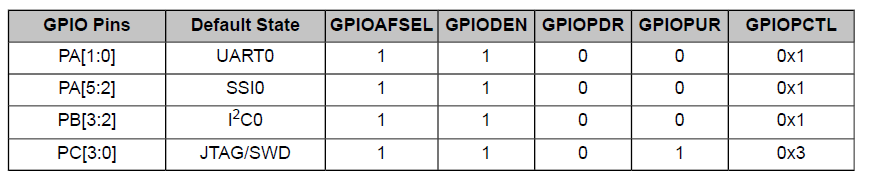 GPIO Pins Default State GPIOAFSEL GPIODEN GPIOPDR GPIOPUR GPIOPCTL
PA[1:0] UART0 1 1 0 0 0x1
PA[5:2] SSI0 1 1 0 0 0x1
PB[3:2] I²C0 1 1 0 0 0x1
PC[3:0] JTAG/SWD 1 1 0 1 0x3